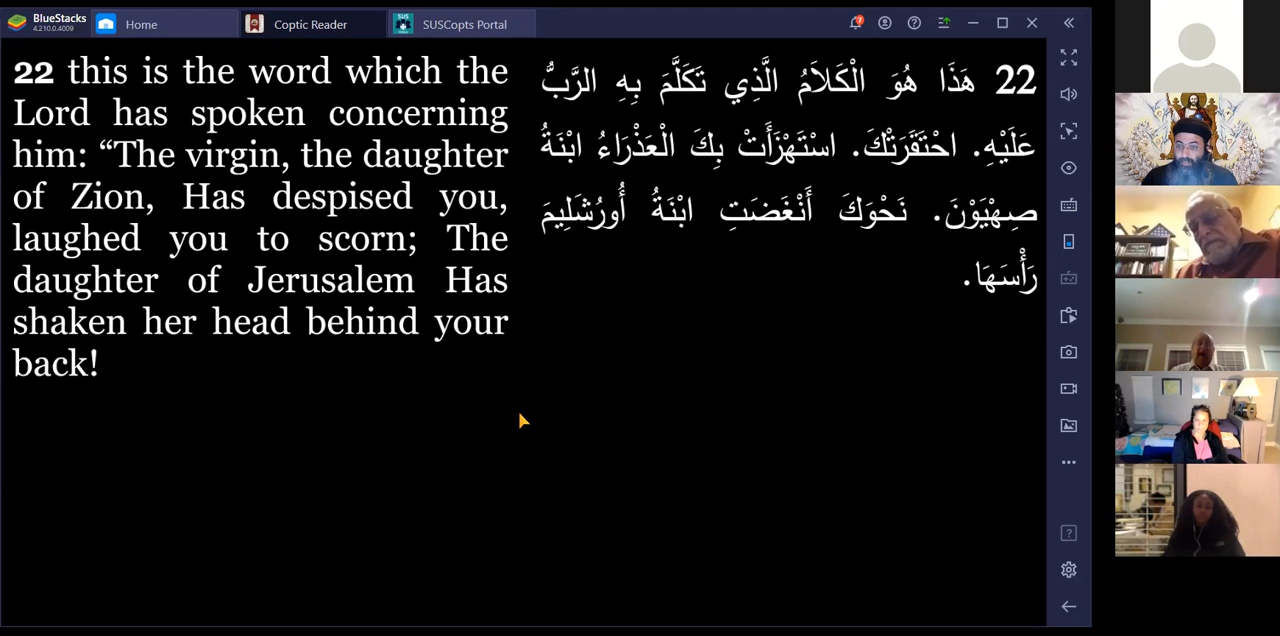 BlueStacks
4.210.0.4009
Home
Coptic Reader
SUSCopts Portal
22 this is the word which the
Lord has spoken concerning
him: “The virgin, the daughter
of Zion, Has despised you,
laughed you to scorn; The
daughter of Jerusalem Has
shaken her head behind your
back!
22 هَذَا هُوَ الْكَلاَمُ الَّذِي تَكَلَّمَ بِهِ الرَّبُّ
عَلَيْهِ. احْتَقَرَتْكَ. اسْتَهْزَأَتْ بِكَ الْعَذْرَاءُ ابْنَةُ
صِهْيَوْنَ. نَحْوَكَ أَنْغَضَتِ ابْنَةُ أُورُشَلِيمَ
رَأْسَهَا.